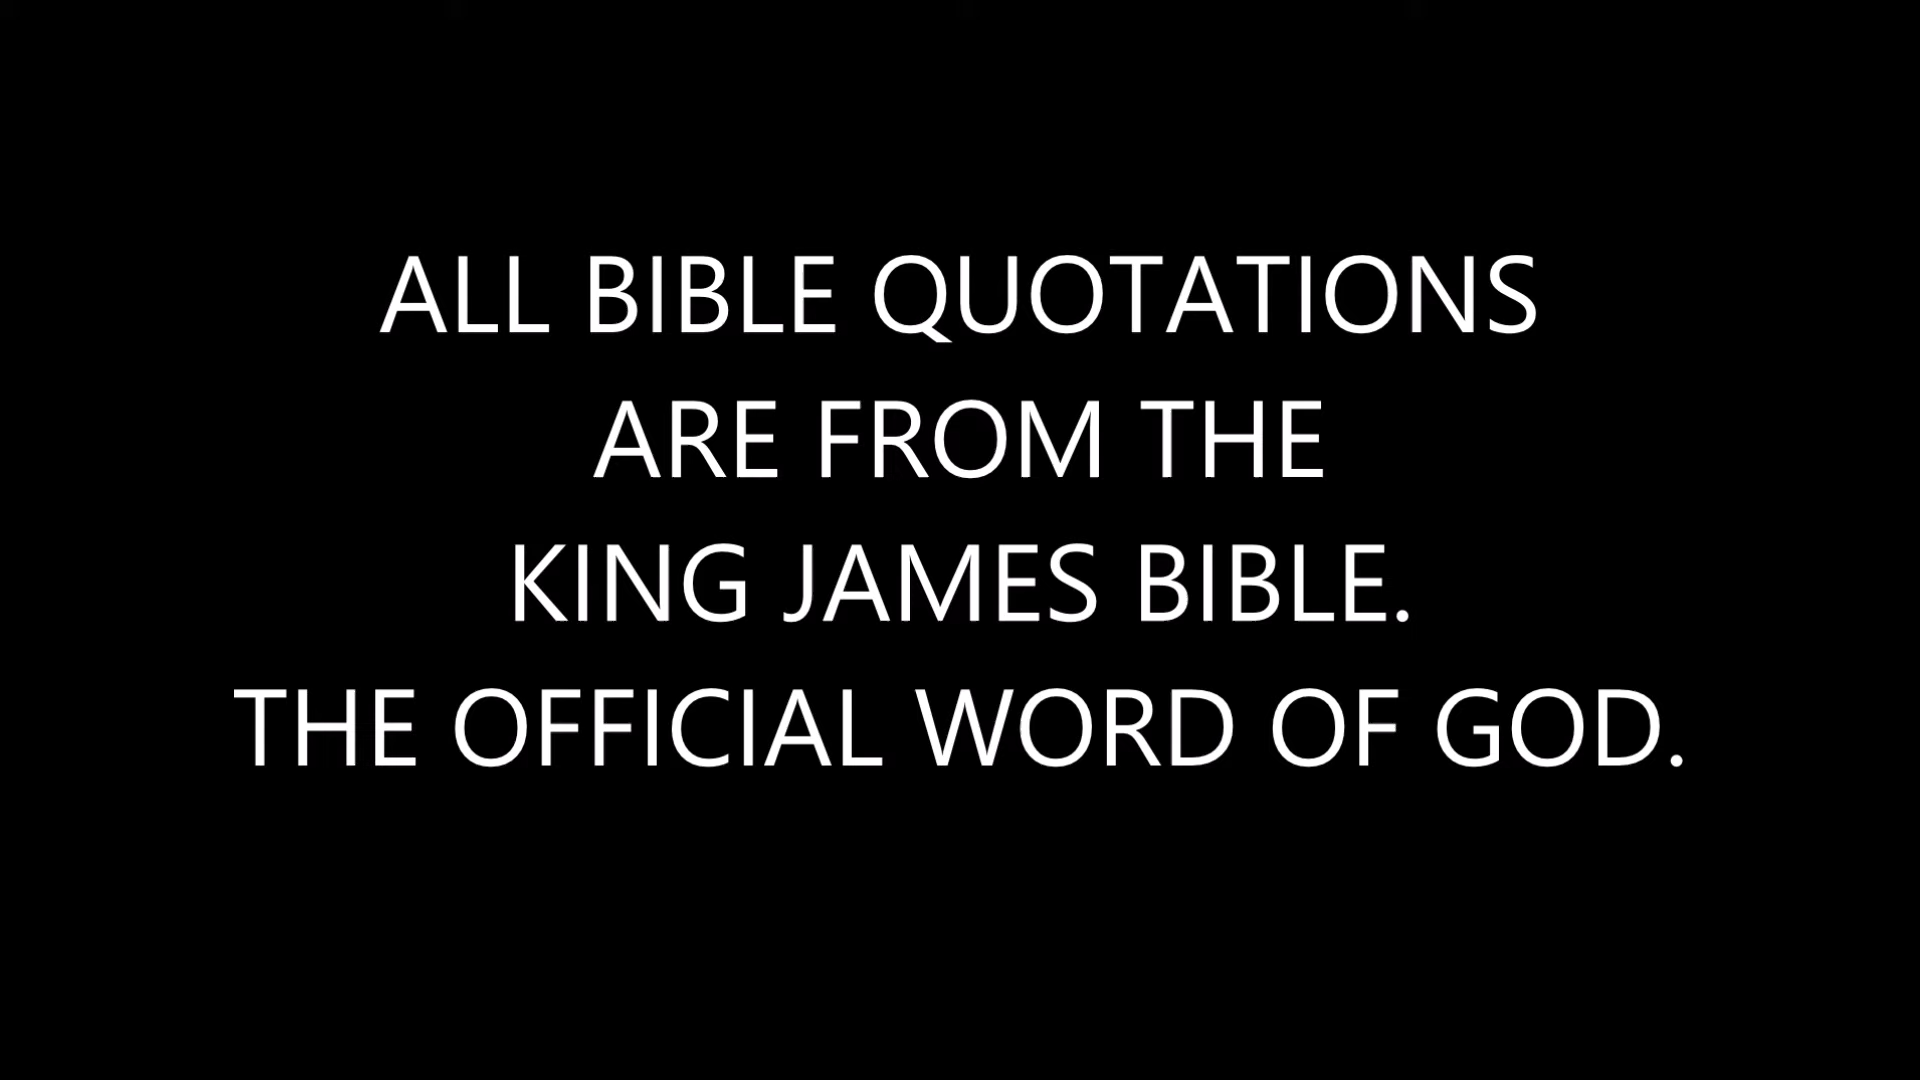 ALL BIBLE QUOTATIONS
ARE FROM THE
KING JAMES BIBLE.
THE OFFICIAL WORD OF GOD.